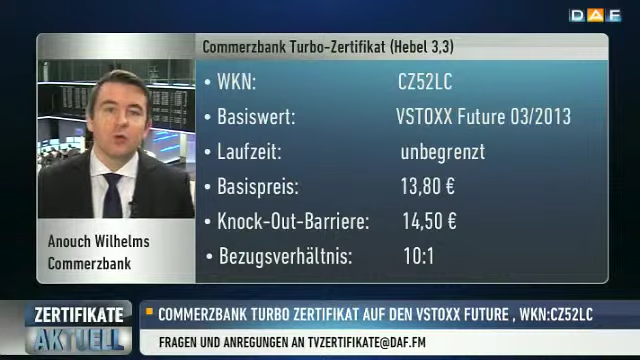 DAF
Commerzbank Turbo-Zertifikat (Hebel 3,3)
• WKN: CZ52LC
• Basiswert: VSTOXX Future 03/2013
• Laufzeit: unbegrenzt
• Basispreis: 13,80 €
• Knock-Out-Barriere: 14,50 €
• Bezugsverhältnis: 10:1
Anouch Wilhelms
Commerzbank
ZERTIFIKATE
AKTUELL
COMMERZBANK TURBO ZERTIFIKAT AUF DEN VSTOXX FUTURE , WKN:CZ52LC
FRAGEN UND ANREGUNGEN AN TVZERTIFIKATE@DAF.FM